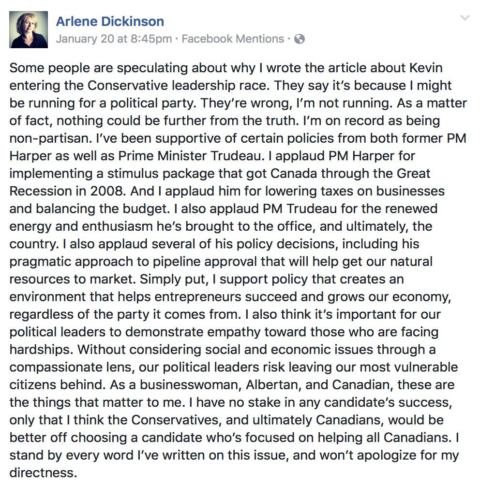 Arlene Dickinson
January 20 at 8:45pm · Facebook Mentions ·
Some people are speculating about why I wrote the article about Kevin
entering the Conservative leadership race. They say it's because I might
be running for a political party. They're wrong, I'm not running. As a matter
of fact, nothing could be further from the truth. I'm on record as being
non-partisan. I've been supportive of certain policies from both former PM
Harper as well as Prime Minister Trudeau. I applaud PM Harper for
implementing a stimulus package that got Canada through the Great
Recession in 2008. And I applaud him for lowering taxes on businesses
and balancing the budget. I also applaud PM Trudeau for the renewed
energy and enthusiasm he's brought to the office, and ultimately, the
country. I also applaud several of his policy decisions, including his
pragmatic approach to pipeline approval that will help get our natural
resources to market. Simply put, I support policy that creates an
environment that helps entrepreneurs succeed and grows our economy,
regardless of the party it comes from. I also think it's important for our
political leaders to demonstrate empathy toward those who are facing
hardships. Without considering social and economic issues through a
compassionate lens, our political leaders risk leaving our most vulnerable
citizens behind. As a businesswoman, Albertan, and Canadian, these are
the things that matter to me. I have no stake in any candidate's success,
only that I think the Conservatives, and ultimately Canadians, would be
better off choosing a candidate who's focused on helping all Canadians. I
stand by every word I've written on this issue, and won't apologize for my
directness.